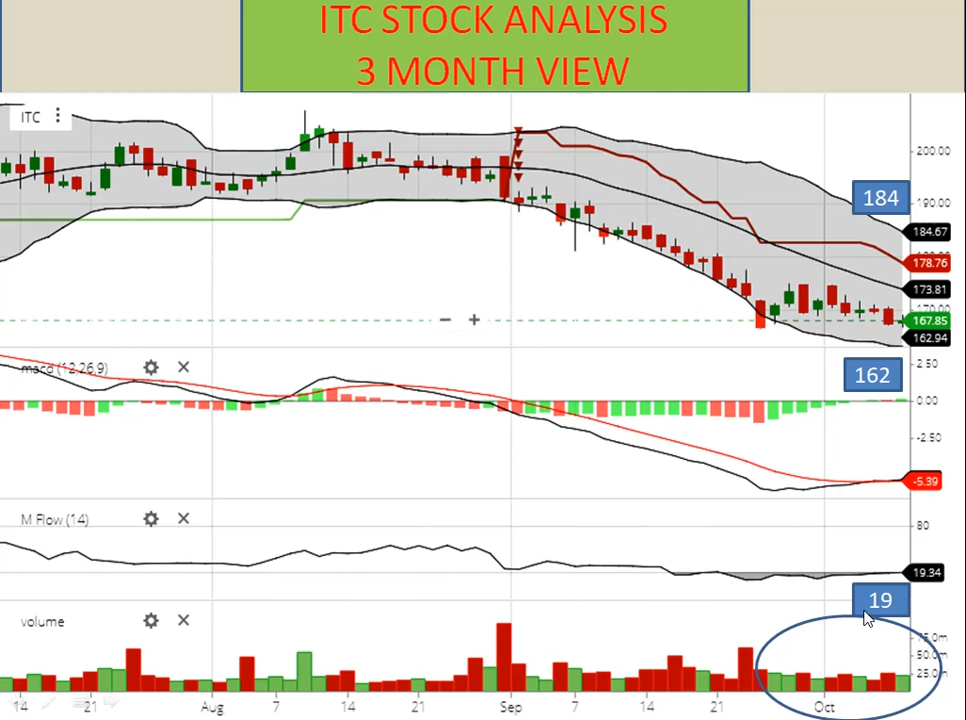 ITC STOCK ANALYSIS
3 MONTH VIEW
ITC
200.00
190.00
184
184.67
178.76
173.81
170.00
167.85
162.94
macd (12,26,9)
2.50
162
0.00
-2.50
-5.39
M Flow (14)
80
19.34
19
volume
50.0m
25.0m
14 21 Aug 7 14 21 Sep 7 14 21 Oct